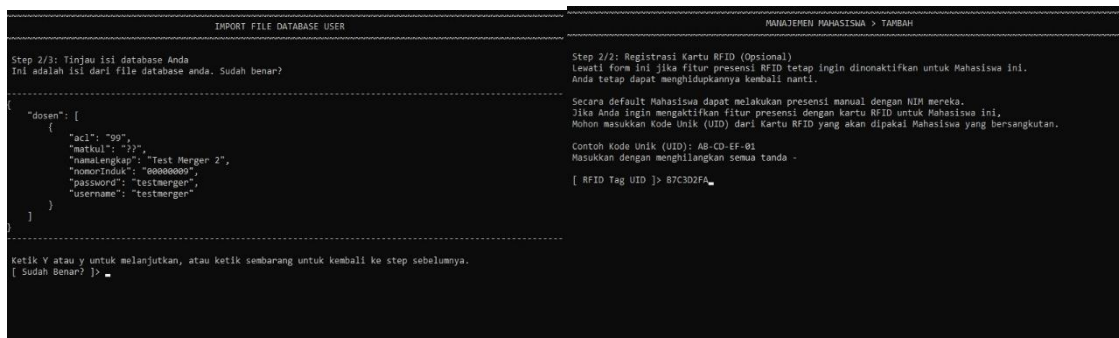 IMPORT FILE DATABASE USER
Step 2/3: Tinjau isi database Anda
Ini adalah isi dari file database anda. Sudah benar?
{
"dosen": [
{
"acl": "99",
"matkul": "??",
"namaLengkap": "Test Merger 2",
"nomorInduk": "00000009",
"password": "testmerger",
"username": "testmerger"
}
]
}
Ketik Y atau y untuk melanjutkan, atau ketik sembarang untuk kembali ke step sebelumnya.
[ Sudah Benar? ]> _
MANAJEMEN MAHASISWA > TAMBAH
Step 2/2: Registrasi Kartu RFID (Opsional)
Lewati form ini jika fitur presensi RFID tetap ingin dinonaktifkan untuk Mahasiswa ini.
Anda tetap dapat menghidupkannya kembali nanti.
Secara default Mahasiswa dapat melakukan presensi manual dengan NIM mereka.
Jika Anda ingin mengaktifkan fitur presensi dengan kartu RFID untuk Mahasiswa ini,
Mohon masukkan Kode Unik (UID) dari Kartu RFID yang akan dipakai Mahasiswa yang bersangkutan.
Contoh Kode Unik (UID): AB-CD-EF-01
Masukkan dengan menghilangkan semua tanda -
[ RFID Tag UID ]> B7C3D2FA_